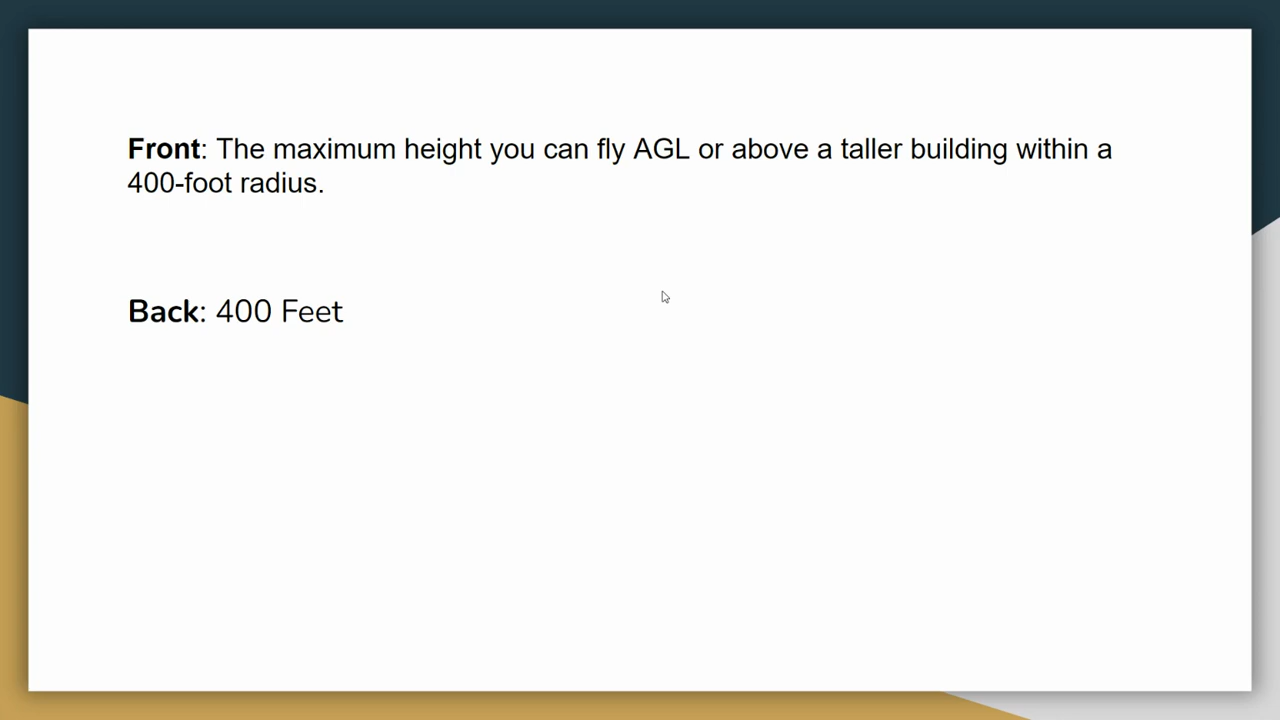 Front: The maximum height you can fly AGL or above a taller building within a
400-foot radius.
Back: 400 Feet